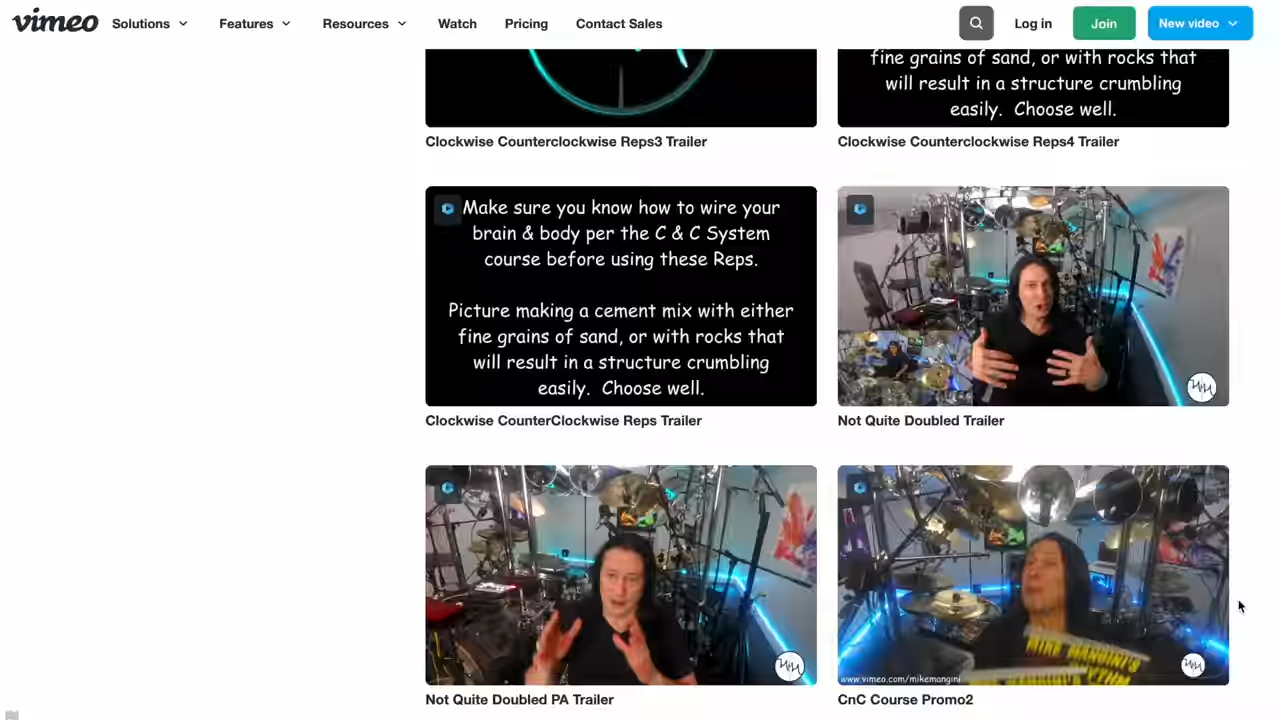 vimeo
Solutions
Features
Resources
Watch
Pricing
Contact Sales
Log in
Join
New video
fine grains of sand, or with rocks that
will result in a structure crumbling
easily. Choose well.
Clockwise Counterclockwise Reps3 Trailer
Clockwise Counterclockwise Reps4 Trailer
Make sure you know how to wire your
brain & body per the C & C System
course before using these Reps.
Picture making a cement mix with either
fine grains of sand, or with rocks that
will result in a structure crumbling
easily. Choose well.
Clockwise CounterClockwise Reps Trailer
Not Quite Doubled Trailer
MINE MANGINI'S
www.vimeo.com/mikemangini
Not Quite Doubled PA Trailer
CnC Course Promo2